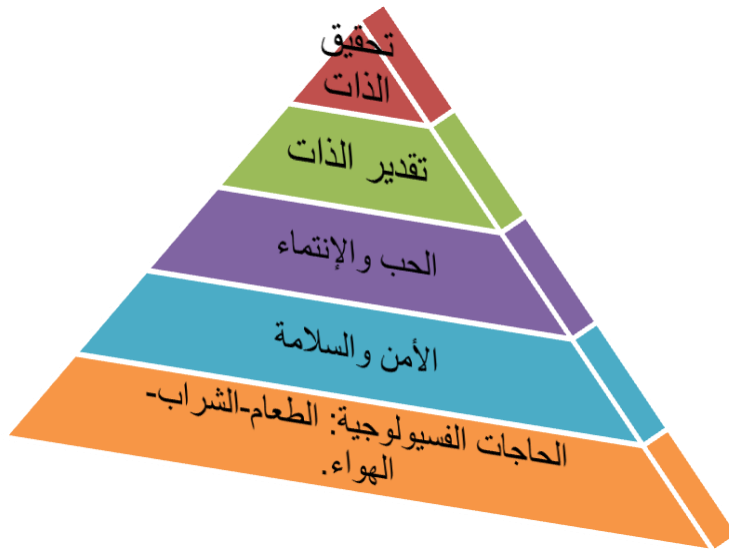 تحقيق
الذات
تقدير الذات
الحب والإنتماء
الأمن والسلامة
الحاجات الفسيولوجية: الطعام-الشراب-
الهواء.